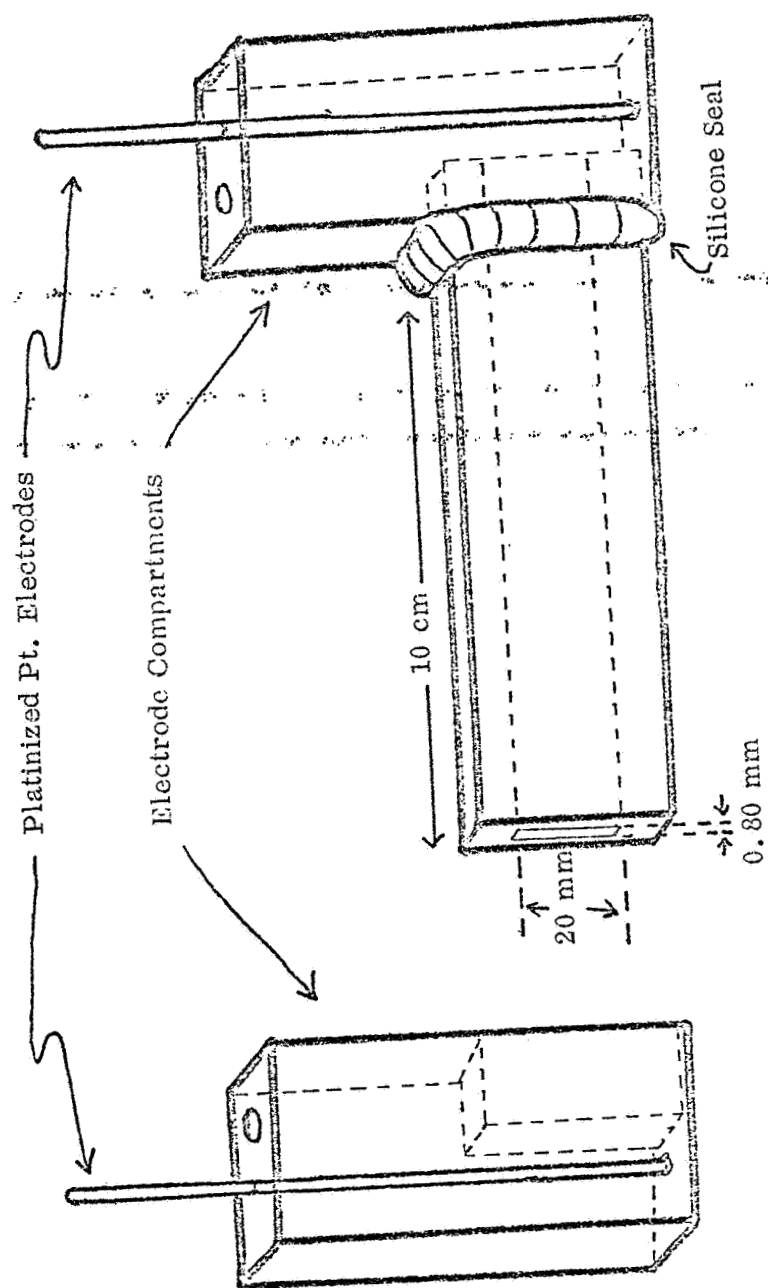 Platinized Pt. Electrodes
Electrode Compartments
10 cm
Silicone Seal
20 mm
0.80 mm